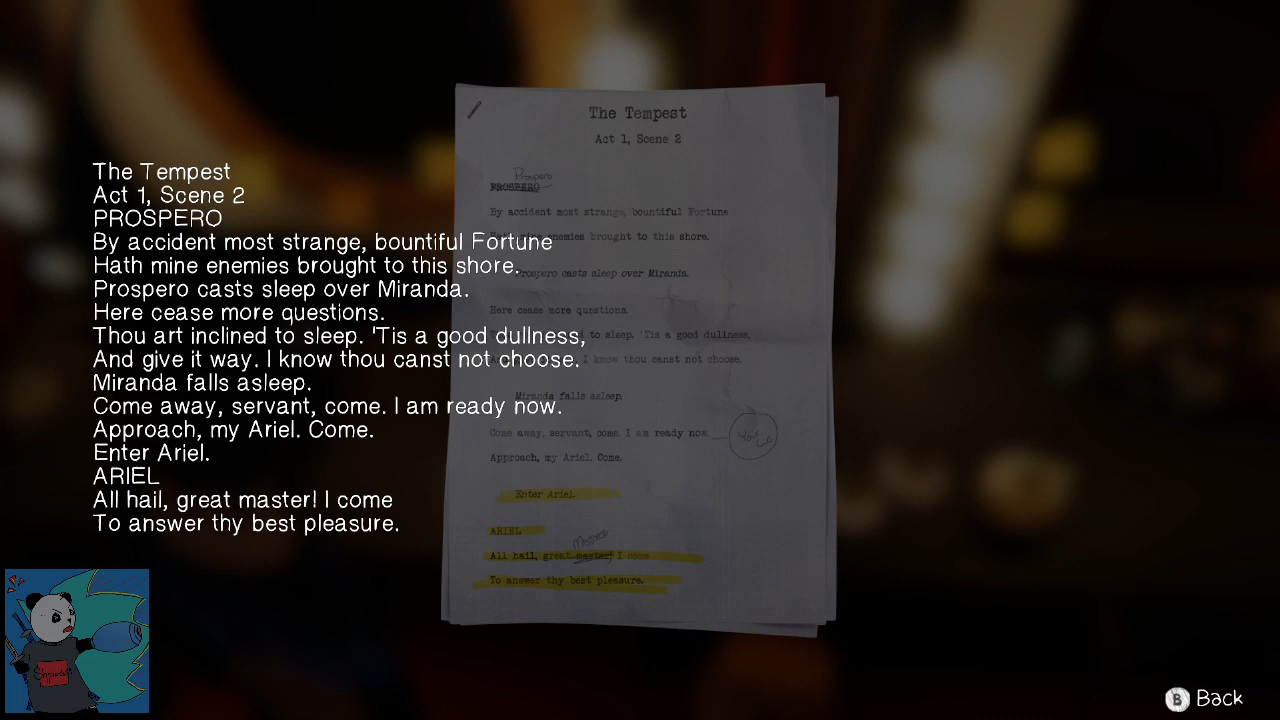 The Tempest
Act 1, Scene 2
PROSPERO
By accident most strange, bountiful Fortune
Hath mine enemies brought to this shore.
Prospero casts sleep over Miranda.
Here cease more questions.
Thou art inclined to sleep. 'Tis a good dullness,
And give it way. I know thou canst not choose.
Miranda falls asleep.
Come away, servant, come. I am ready now.
Approach, my Ariel. Come.
Enter Ariel.
ARIEL
All hail, great master! I come
To answer thy best pleasure.
The Tempest
Act 1, Scene 2
Prospero
PROSPERO
By accident most strange, bountiful Fortune
mine enemies brought to this shore.
Prospero casts sleep over Miranda.
Here cease more questions.
to sleep. 'Tis a good dullness,
I know thou canst not choose.
Miranda falls asleep.
Come away, servant, come. I am ready now.
Approach, my Ariel. Come.
Enter Ariel.
ARIEL
All hail, great master! I come
To answer thy best pleasure.
B Back